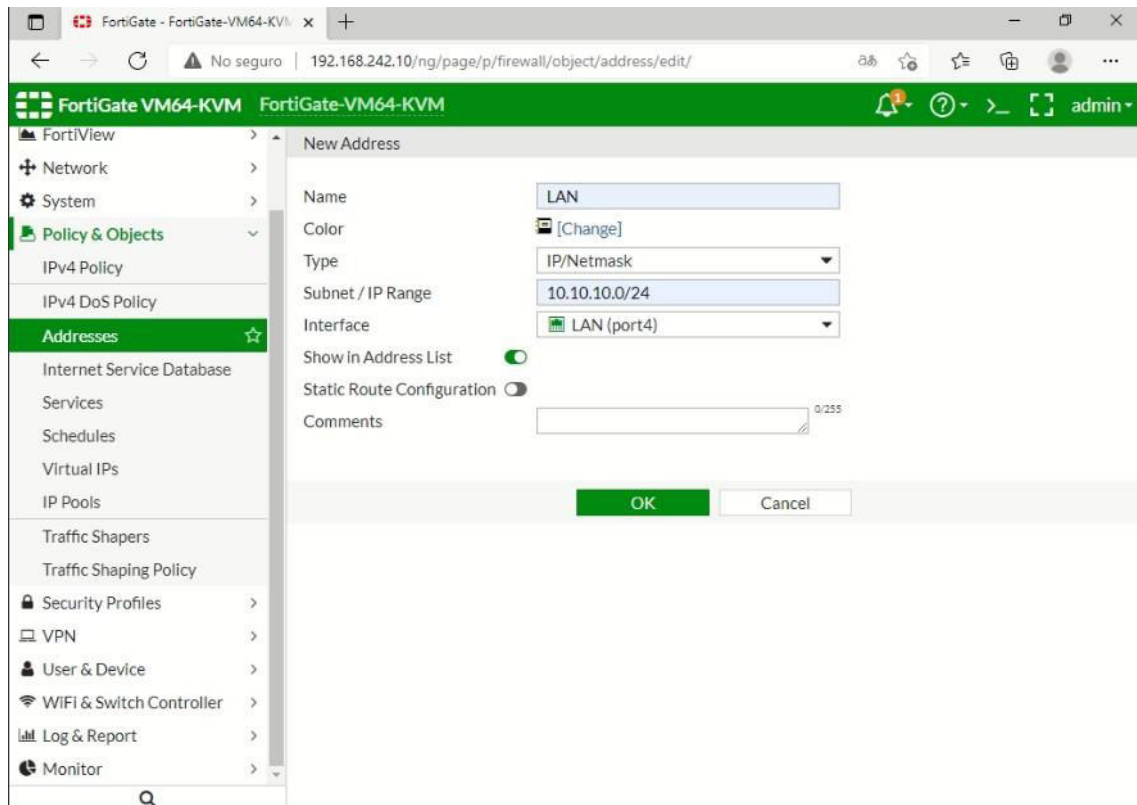 FortiGate - FortiGate-VM64-KVM
No seguro | 192.168.242.10/ng/page/p/firewall/object/address/edit/
FortiGate VM64-KVM FortiGate-VM64-KVM 1 admin
FortiView
Network
System
Policy & Objects
IPv4 Policy
IPv4 DoS Policy
Addresses
Internet Service Database
Services
Schedules
Virtual IPs
IP Pools
Traffic Shapers
Traffic Shaping Policy
Security Profiles
VPN
User & Device
WiFi & Switch Controller
Log & Report
Monitor
New Address
Name LAN
Color [Change]
Type IP/Netmask
Subnet / IP Range 10.10.10.0/24
Interface LAN (port4)
Show in Address List
Static Route Configuration
Comments 0/255
OK Cancel